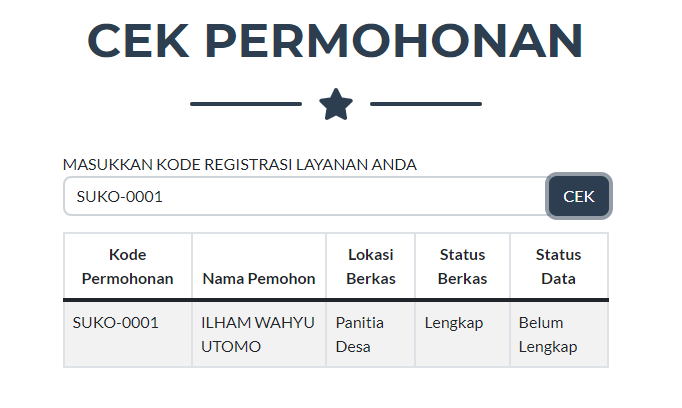 CEK PERMOHONAN
MASUKKAN KODE REGISTRASI LAYANAN ANDA
SUKO-0001 CEK
Kode Permohonan Nama Pemohon Lokasi Berkas Status Berkas Status Data
SUKO-0001 ILHAM WAHYU UTOMO Panitia Desa Lengkap Belum Lengkap